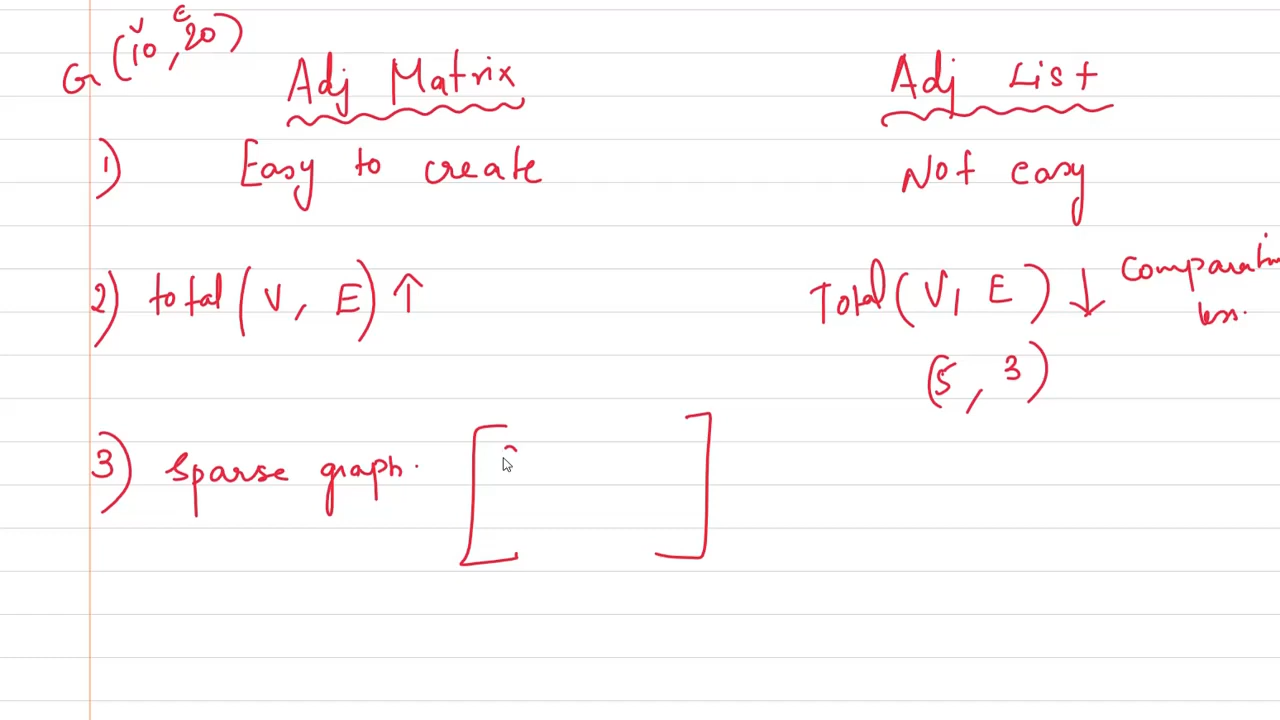 V E
G (10, 20)
Adj Matrix Adj List
1) Easy to create Not easy
2) total (V, E) ↑ Total (V, E) ↓
less.
(5, 3)
3) Sparse graph. [ ]